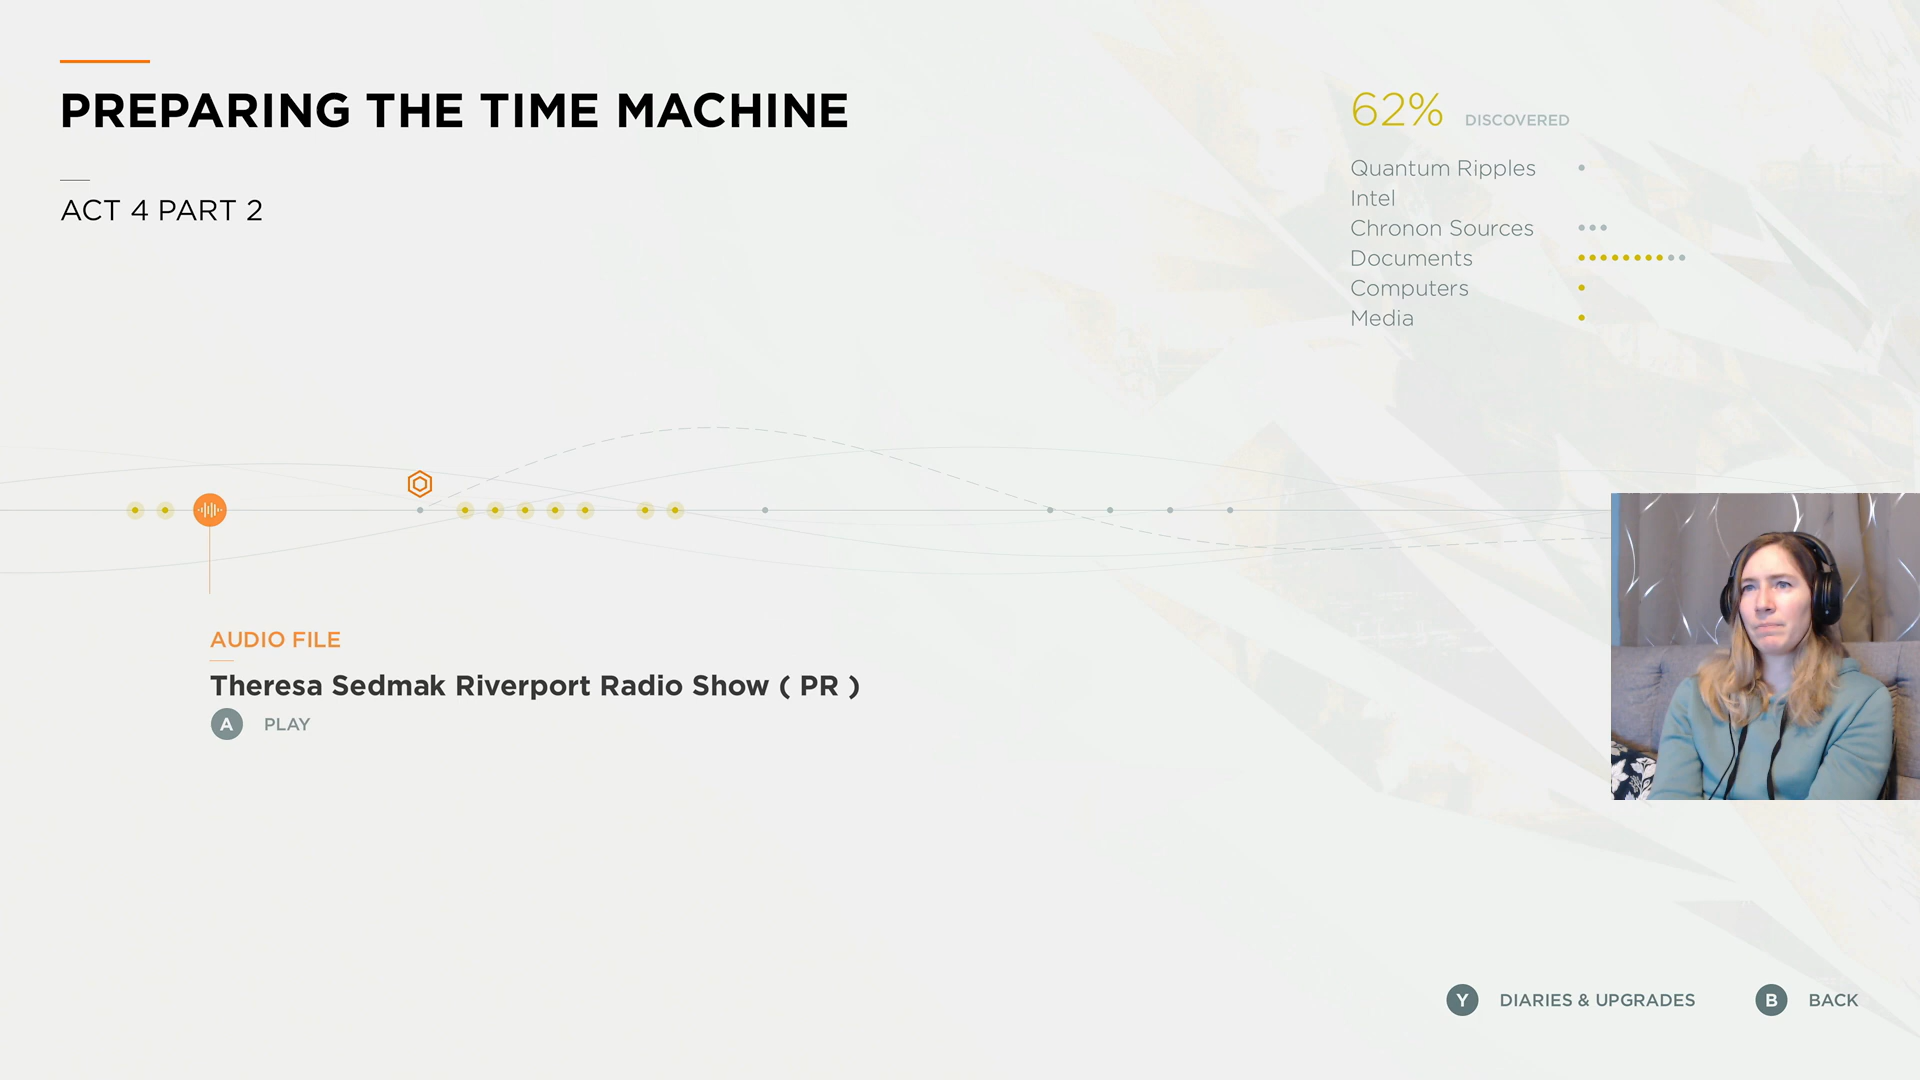 PREPARING THE TIME MACHINE
ACT 4 PART 2
62% DISCOVERED
Quantum Ripples
Intel
Chronon Sources
Documents
Computers
Media
AUDIO FILE
Theresa Sedmak Riverport Radio Show ( PR )
A PLAY
Y DIARIES & UPGRADES B BACK